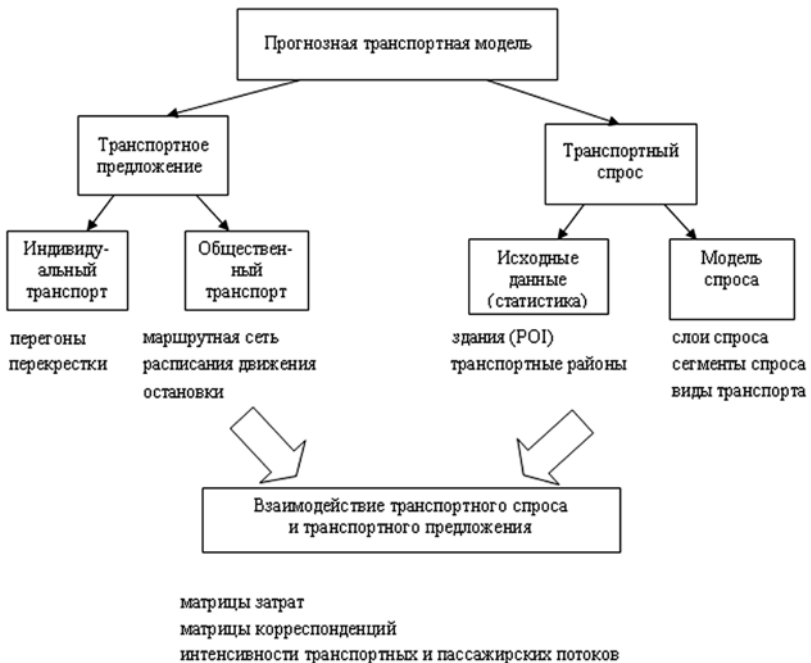 Прогнозная транспортная модель
Транспортное
предложение
Транспортный
спрос
Индивиду-
альный
транспорт
Обществен-
ный
транспорт
Исходные
данные
(статистика)
Модель
спроса
перегоны
перекрестки
маршрутная сеть
расписания движения
остановки
здания (POI)
транспортные районы
слои спроса
сегменты спроса
виды транспорта
Взаимодействие транспортного спроса
и транспортного предложения
матрицы затрат
матрицы корреспонденций
интенсивности транспортных и пассажирских потоков